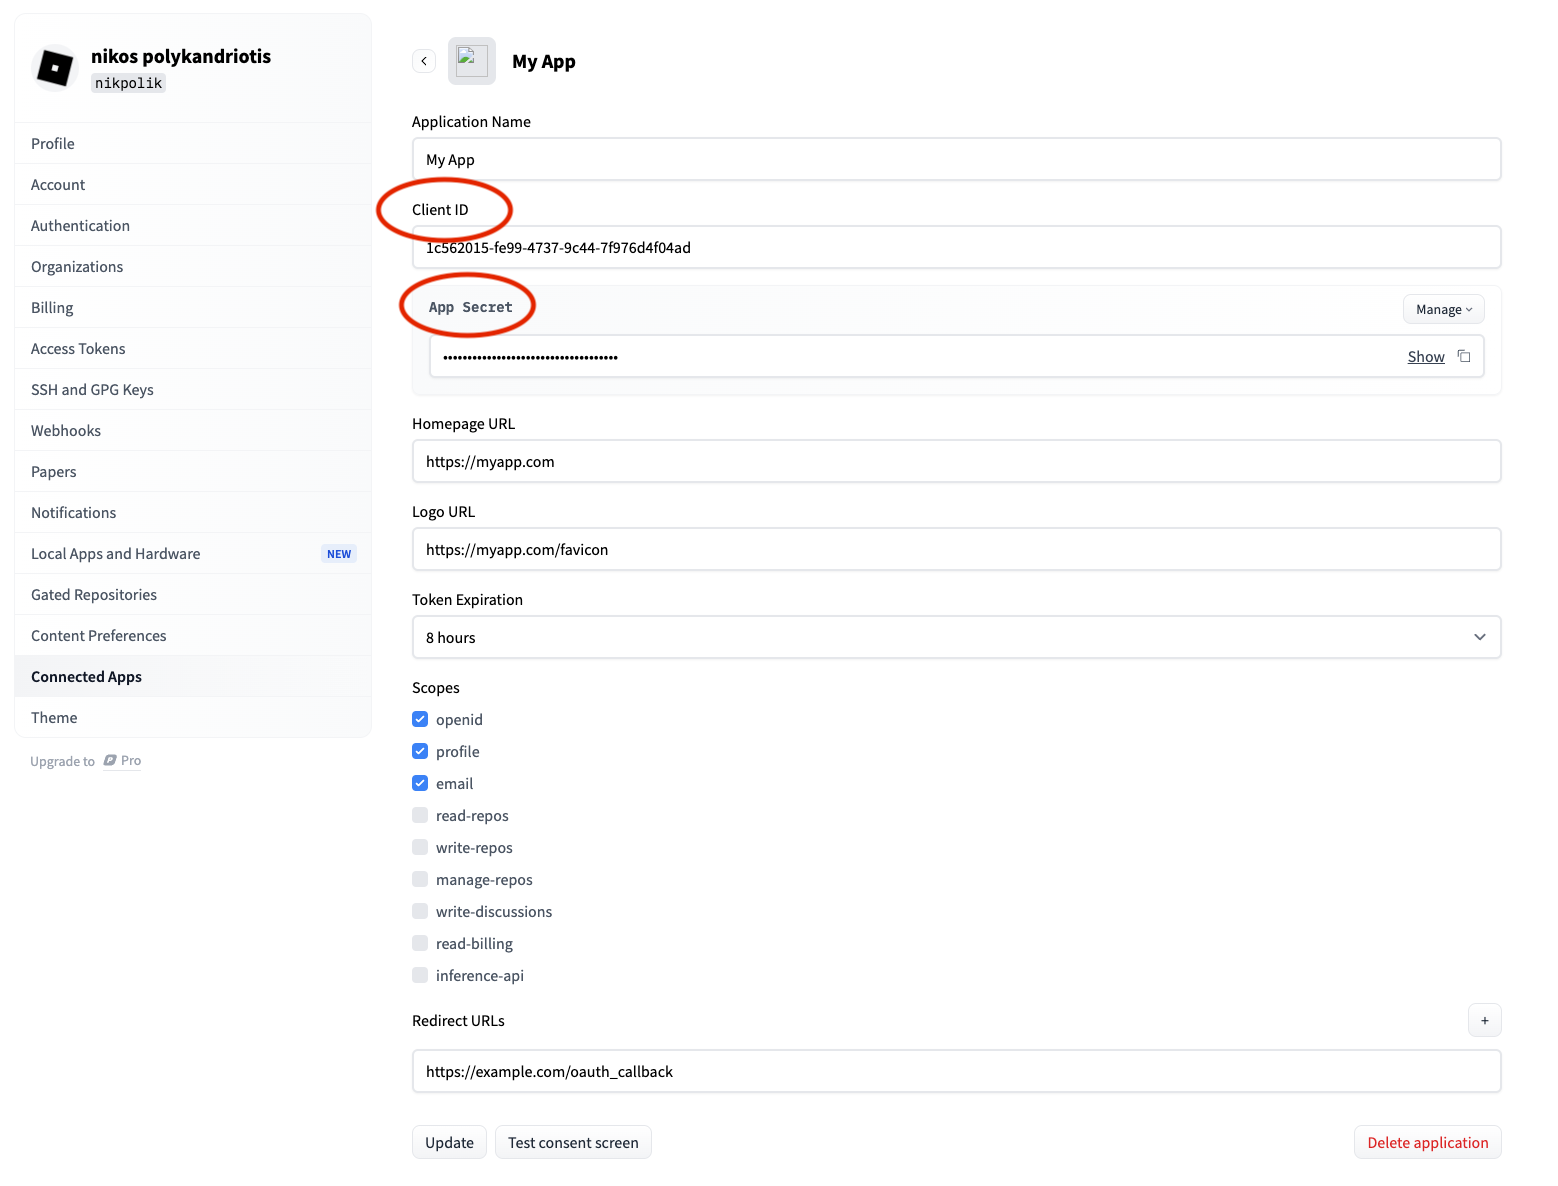 nikos polykandriotis
nikpolik
Profile
Account
Authentication
Organizations
Billing
Access Tokens
SSH and GPG Keys
Webhooks
Papers
Notifications
Local Apps and Hardware NEW
Gated Repositories
Content Preferences
Connected Apps
Theme
Upgrade to Pro
My App
Application Name
My App
Client ID
1c562015-fe99-4737-9c44-7f976d4f04ad
App Secret
Manage
••••••••••••••••••••••••••••••••••••
Show
Homepage URL
https://myapp.com
Logo URL
https://myapp.com/favicon
Token Expiration
8 hours
Scopes
openid
profile
email
read-repos
write-repos
manage-repos
write-discussions
read-billing
inference-api
Redirect URLs
+
https://example.com/oauth_callback
Update Test consent screen Delete application